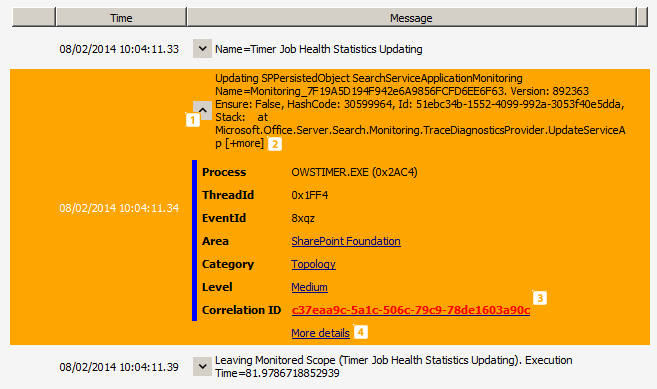 Time Message
08/02/2014 10:04:11.33 Name=Timer Job Health Statistics Updating
Updating SPPersistedObject SearchServiceApplicationMonitoring
Name=Monitoring_7F19A5D194F942e6A9856FCFD6EE6F63. Version: 892363
Ensure: False, HashCode: 30599964, Id: 51ebc34b-1552-4099-992a-3053f40e5dda,
1 Stack: at
Microsoft.Office.Server.Search.Monitoring.TraceDiagnosticsProvider.UpdateServiceA
p [+more] 2
Process OWSTIMER.EXE (0x2AC4)
ThreadId 0x1FF4
08/02/2014 10:04:11.34
EventId 8xqz
Area SharePoint Foundation
Category Topology
Level Medium
3
Correlation ID c37eaa9c-5a1c-506c-79c9-78de1603a90c
More details 4
08/02/2014 10:04:11.39 Leaving Monitored Scope (Timer Job Health Statistics Updating). Execution
Time=81.9786718852939